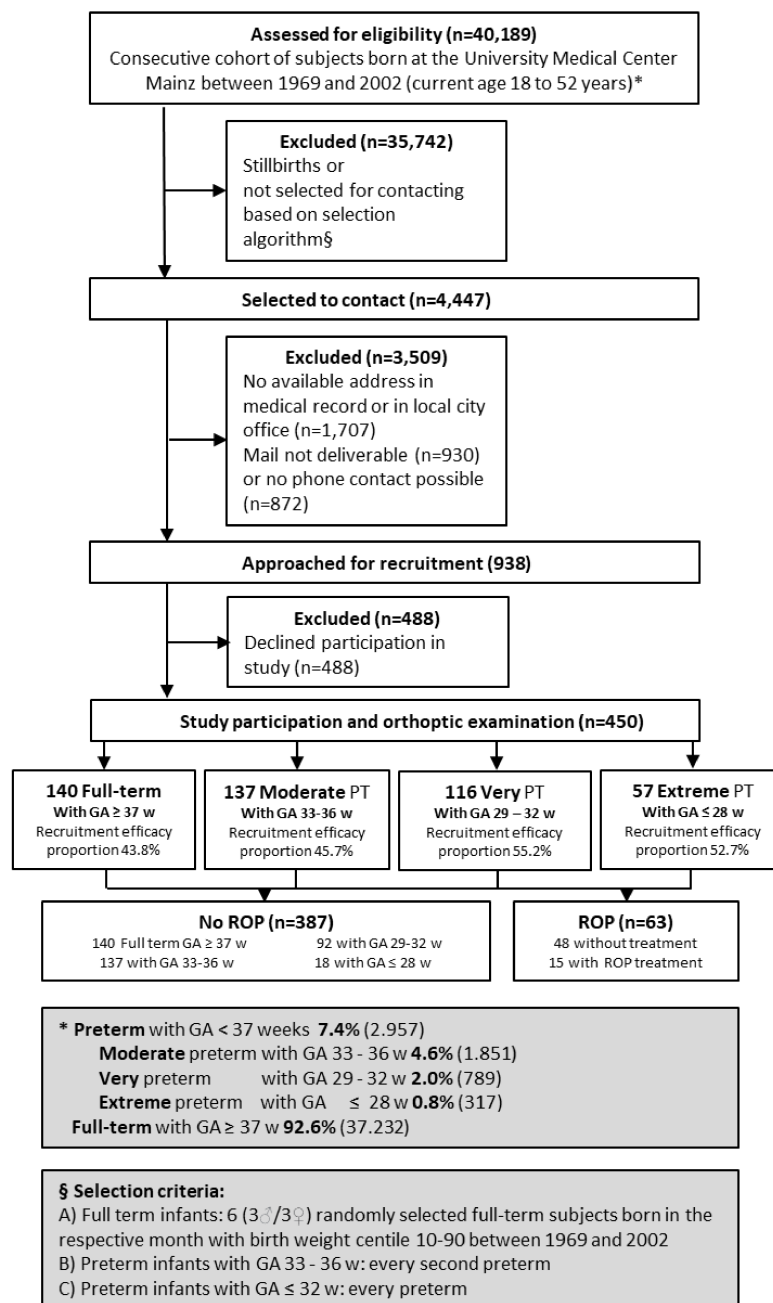 Assessed for eligibility (n=40,189)
Consecutive cohort of subjects born at the University Medical Center
Mainz between 1969 and 2002 (current age 18 to 52 years)*
Excluded (n=35,742)
Stillbirths or
not selected for contacting
based on selection
algorithm§
Selected to contact (n=4,447)
Excluded (n=3,509)
No available address in
medical record or in local city
office (n=1,707)
Mail not deliverable (n=930)
or no phone contact possible
(n=872)
Approached for recruitment (938)
Excluded (n=488)
Declined participation in
study (n=488)
Study participation and orthoptic examination (n=450)
140 Full-term
With GA ≥ 37 w
Recruitment efficacy
proportion 43.8%
137 Moderate PT
With GA 33-36 w
Recruitment efficacy
proportion 45.7%
116 Very PT
With GA 29 – 32 w
Recruitment efficacy
proportion 55.2%
57 Extreme PT
With GA ≤ 28 w
Recruitment efficacy
proportion 52.7%
No ROP (n=387)
140 Full term GA ≥ 37 w 92 with GA 29-32 w
137 with GA 33-36 w 18 with GA ≤ 28 w
ROP (n=63)
48 without treatment
15 with ROP treatment
* Preterm with GA < 37 weeks 7.4% (2.957)
Moderate preterm with GA 33 - 36 w 4.6% (1.851)
Very preterm with GA 29 - 32 w 2.0% (789)
Extreme preterm with GA ≤ 28 w 0.8% (317)
Full-term with GA ≥ 37 w 92.6% (37.232)
§ Selection criteria:
A) Full term infants: 6 (3♂/3♀) randomly selected full-term subjects born in the
respective month with birth weight centile 10-90 between 1969 and 2002
B) Preterm infants with GA 33 - 36 w: every second preterm
C) Preterm infants with GA ≤ 32 w: every preterm